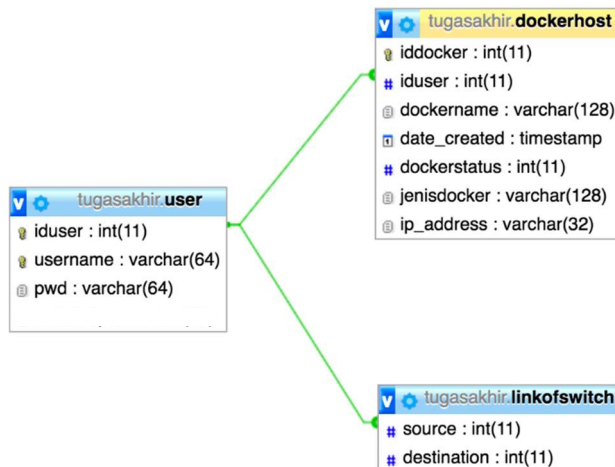 tugasakhir.dockerhost
iddocker : int(11)
# iduser : int(11)
dockername : varchar(128)
date_created : timestamp
# dockerstatus : int(11)
jenisdocker : varchar(128)
ip_address : varchar(32)
v tugasakhir.user
iduser : int(11)
username : varchar(64)
pwd : varchar(64)
v tugasakhir.linkofswitch
# source : int(11)
# destination : int(11)